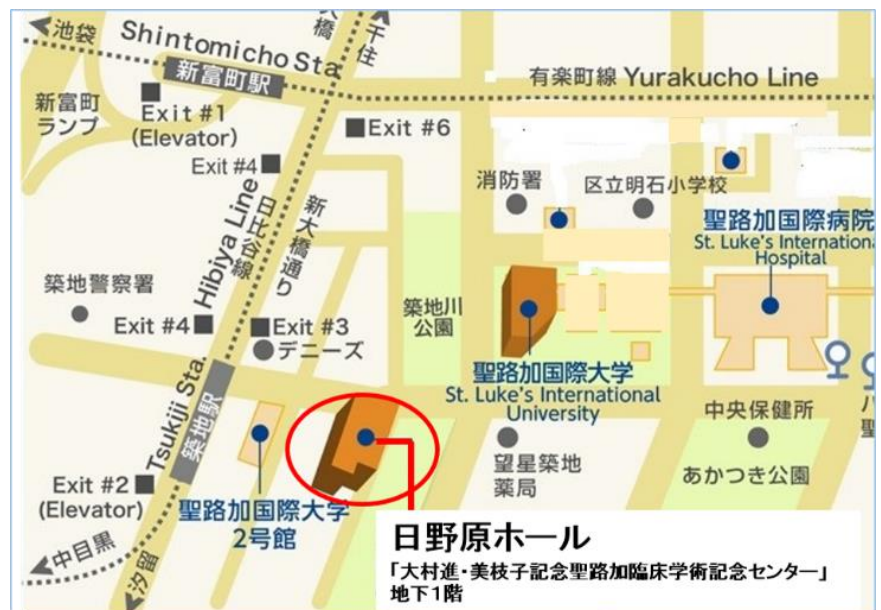 池袋
Shintomicho Sta.
新富町駅
大橋
千住
有楽町線 Yurakucho Line
新富町
ランプ
Exit #1
(Elevator)
Exit #6
Exit #4
消防署
区立明石小学校
聖路加国際病院
St. Luke's Internationa
Hospital
Hibiya Line
日比谷線
新大橋通り
築地警察署
築地川
公園
Exit #4
Exit #3
デニーズ
聖路加国際大学
St. Luke's International
University
中央保健所
Tsukiji Sta.
築地駅
望星築地
薬局
あかつき公園
Exit #2
(Elevator)
聖路加国際大学
2号館
中目黒
汐留
日野原ホール
「大村進・美枝子記念聖路加臨床学術記念センター」
地下1階